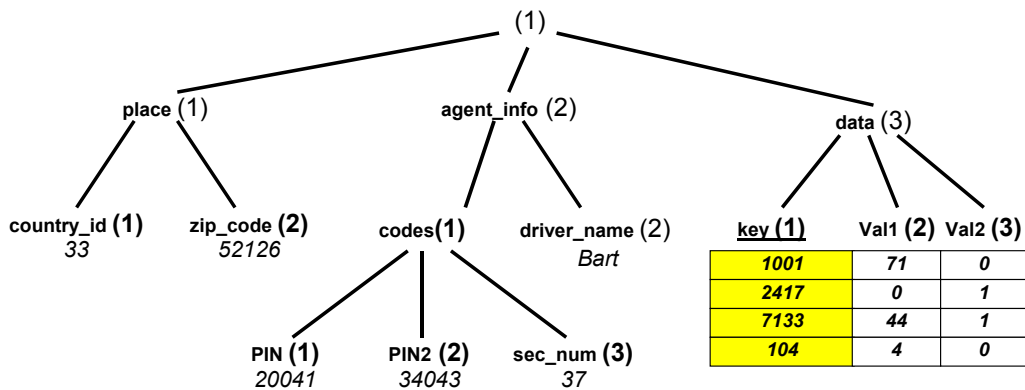 (1)
place (1)
agent_info (2)
data (3)
country_id (1)
zip_code (2)
codes(1)
driver_name (2)
key (1)
Val1 (2)
Val2 (3)
33
52126
Bart
1001 71 0
2417 0 1
7133 44 1
104 4 0
PIN (1)
PIN2 (2)
sec_num (3)
20041
34043
37